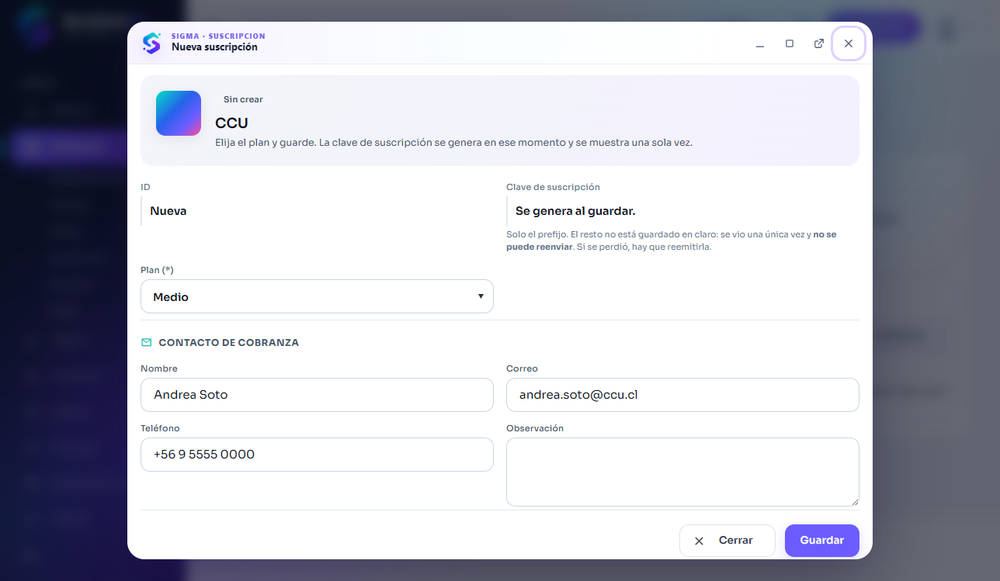 SIGMA · SUSCRIPCION
Nueva suscripción
Sin crear
CCU
Elija el plan y guarde. La clave de suscripción se genera en ese momento y se muestra una sola vez.
ID
Nueva
Clave de suscripción
Se genera al guardar.
Solo el prefijo. El resto no está guardado en claro: se vio una única vez y no se
puede reenviar. Si se perdió, hay que reemitirla.
Plan (*)
Medio
CONTACTO DE COBRANZA
Nombre
Andrea Soto
Correo
andrea.soto@ccu.cl
Teléfono
+56 9 5555 0000
Observación
Cerrar
Guardar